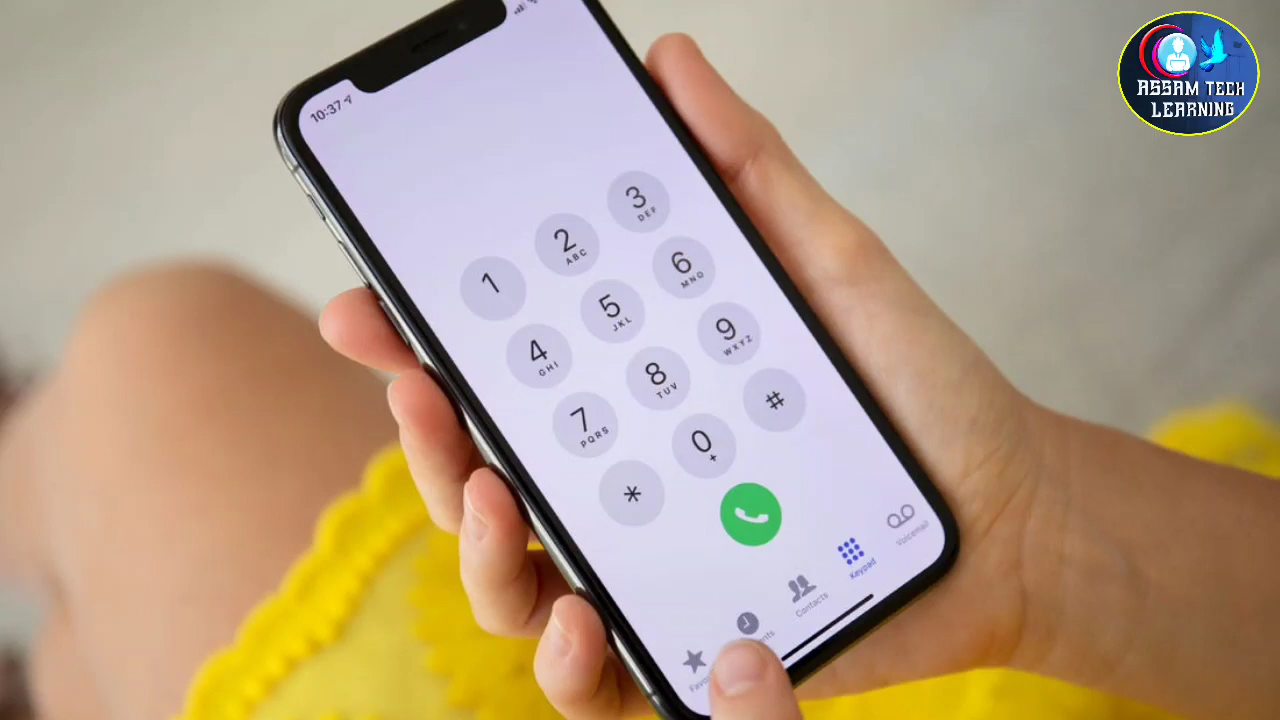 10:37
ASSAM TECH
LEARNING
1
2
ABC
3
DEF
4
GHI
5
JKL
6
MNO
7
PQRS
8
TUV
9
WXYZ
*
0
+
#
Contacts
Keypad
Voicemail